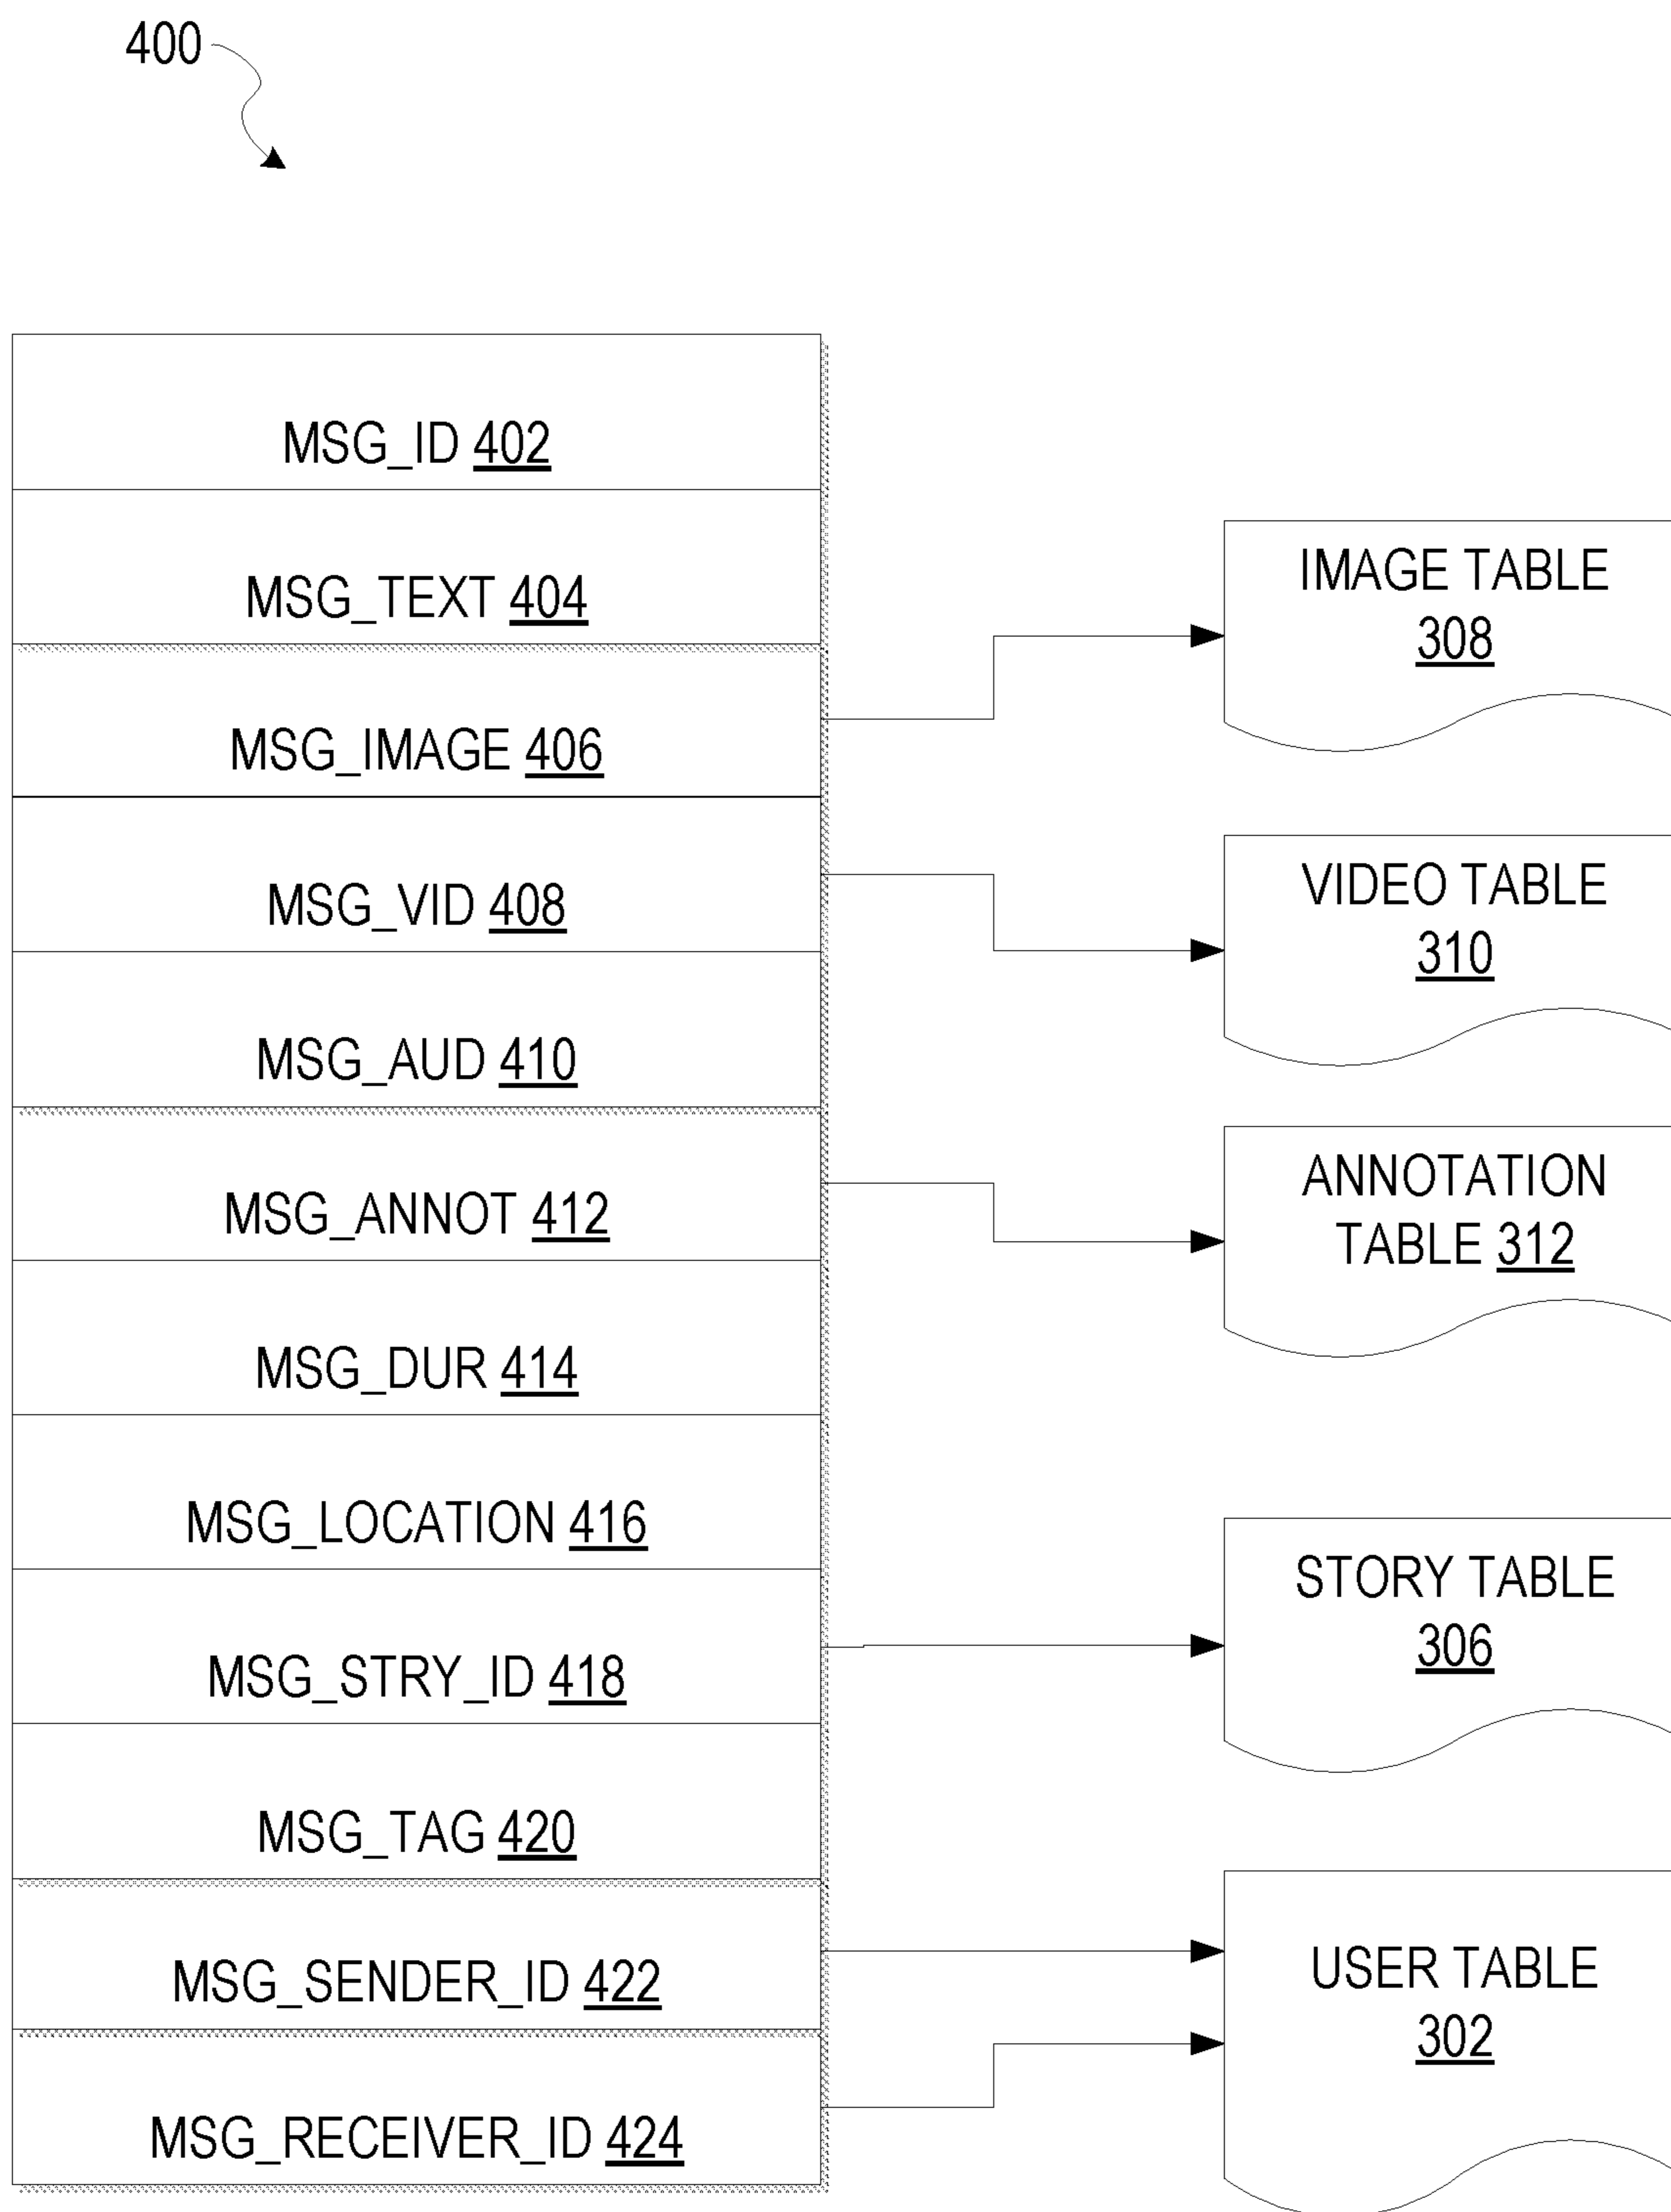 400
MSG_ID 402
MSG_TEXT 404
MSG_IMAGE 406
MSG_VID 408
MSG_AUD 410
MSG_ANNOT 412
MSG_DUR 414
MSG_LOCATION 416
MSG_STRY_ID 418
MSG_TAG 420
MSG_SENDER_ID 422
MSG_RECEIVER_ID 424
IMAGE TABLE
308
VIDEO TABLE
310
ANNOTATION
TABLE 312
STORY TABLE
306
USER TABLE
302